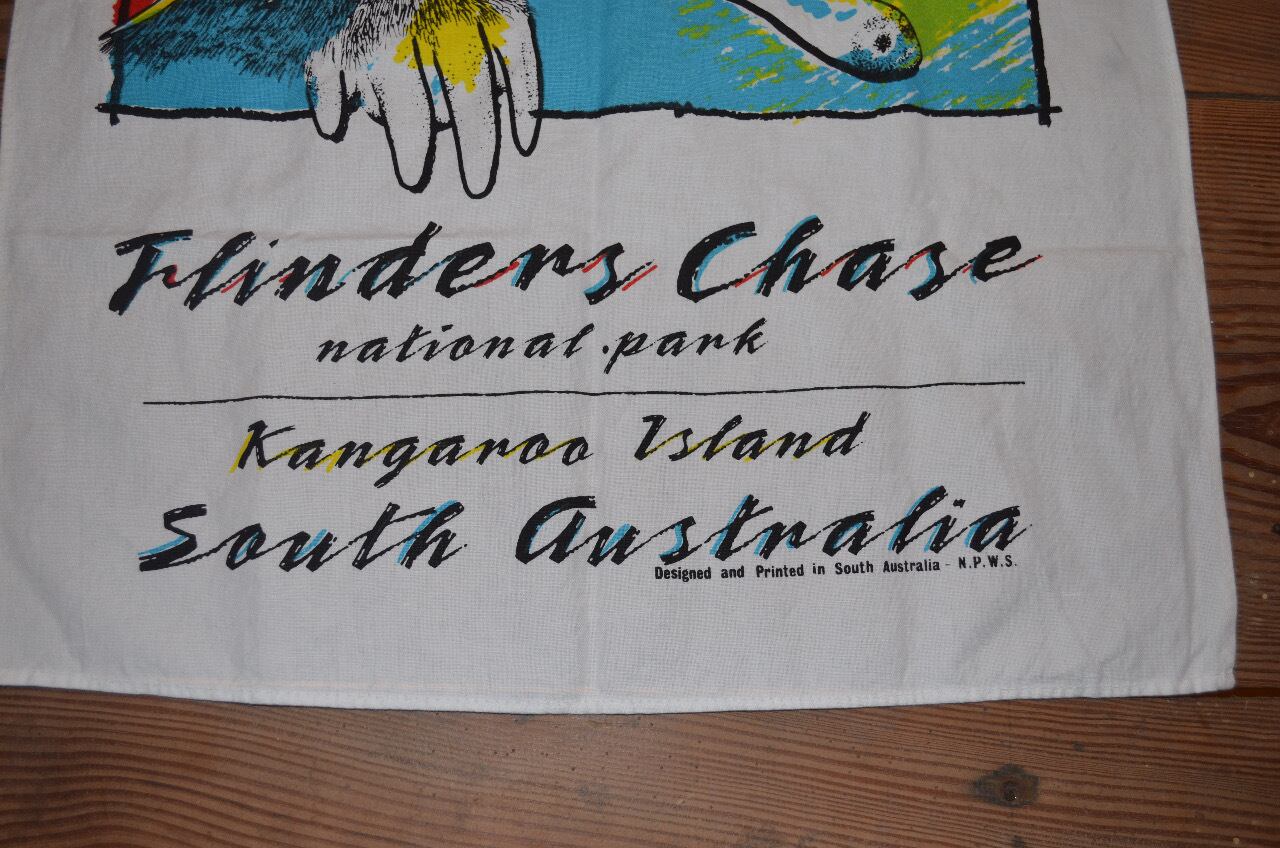 Flinders Chase
national.park
Kangaroo Island
South Australia
Designed and Printed in South Australia - N.P.W.S.